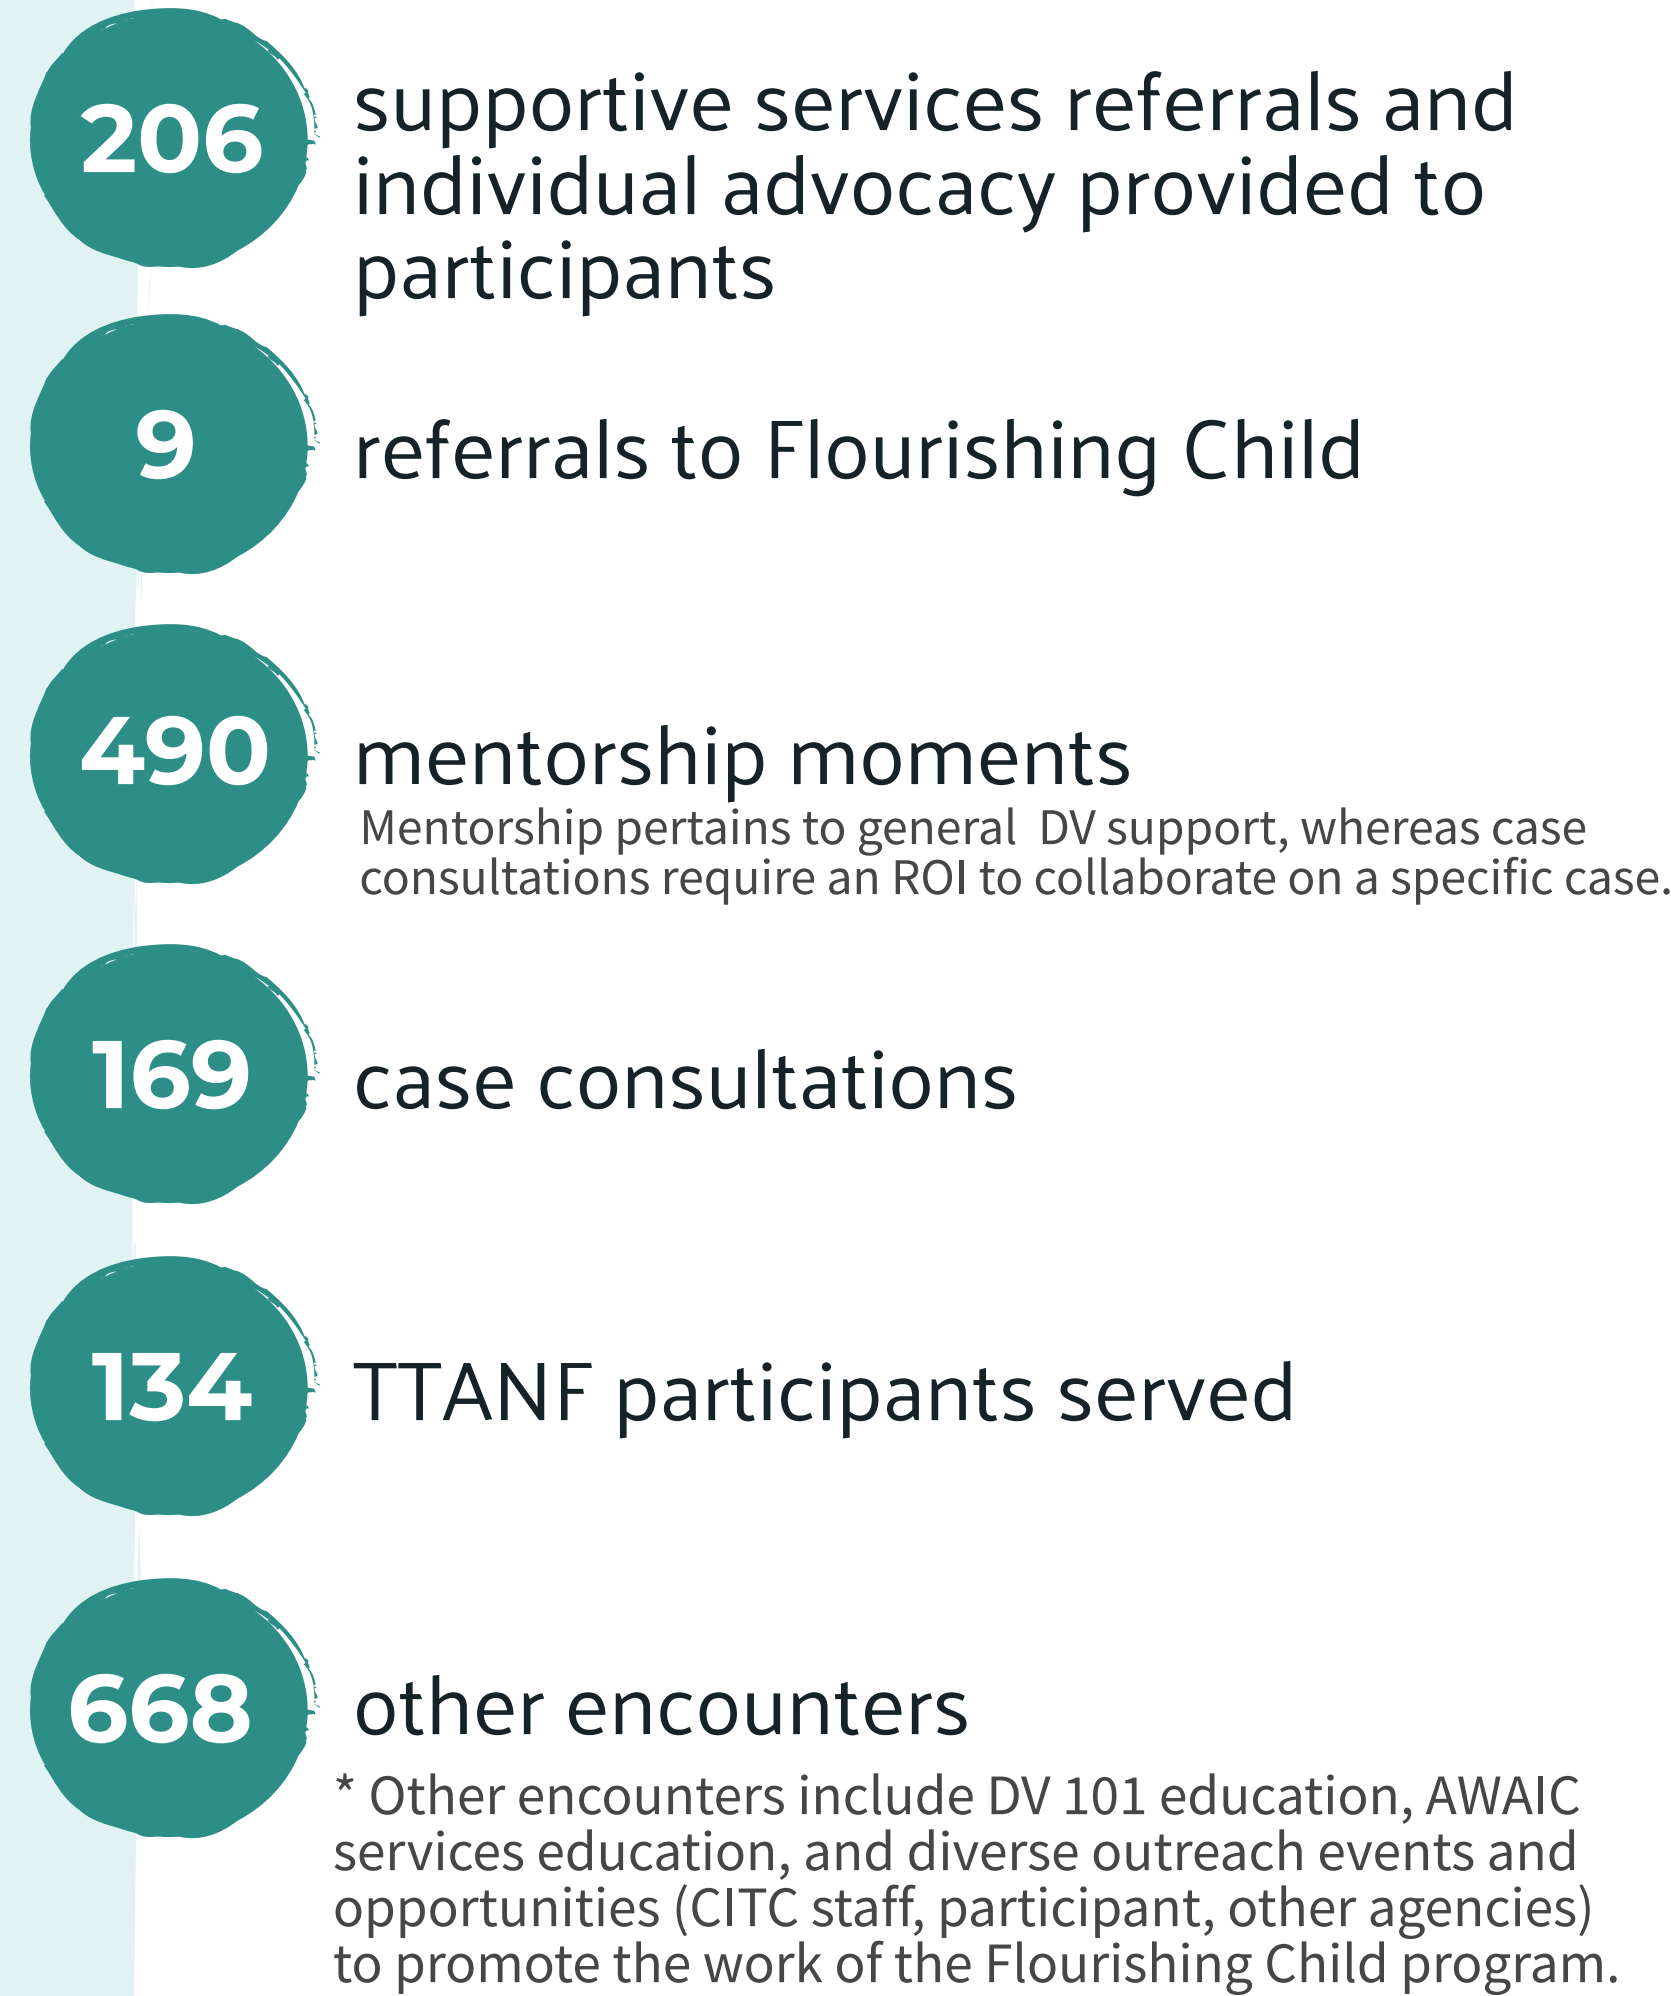 206
supportive services referrals and
individual advocacy provided to
participants
9
referrals to Flourishing Child
490
mentorship moments
Mentorship pertains to general  DV support, whereas case
consultations require an ROI to collaborate on a specific case.
169
case consultations
134
TTANF participants served
668
other encounters
* Other encounters include DV 101 education, AWAIC
services education, and diverse outreach events and
opportunities (CITC staff, participant, other agencies)
to promote the work of the Flourishing Child program.